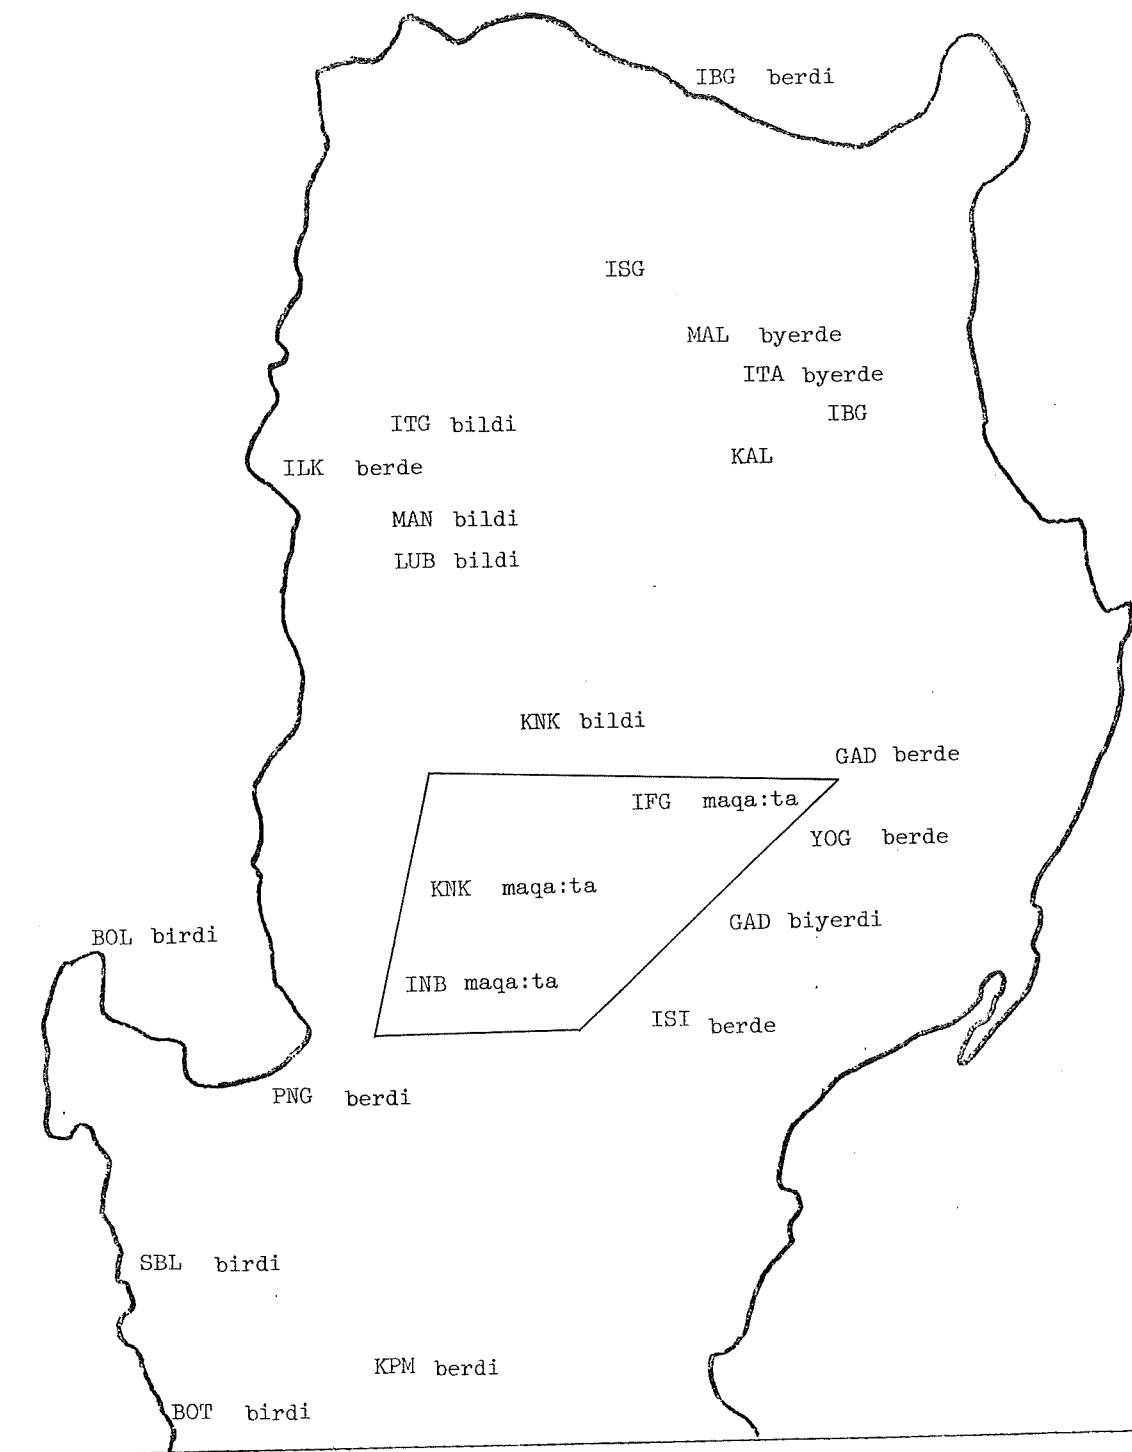 IBG berdi
ISG
MAL byerde
ITA byerde
IBG
ITG bildi
KAL
ILK berde
MAN bildi
LUB bildi
KNK bildi
GAD berde
IFG maqa:ta
YOG berde
KNK maqa:ta
GAD biyerdi
BOL birdi
INB maqa:ta
ISI berde
PNG berdi
SBL birdi
KPM berdi
BOT birdi